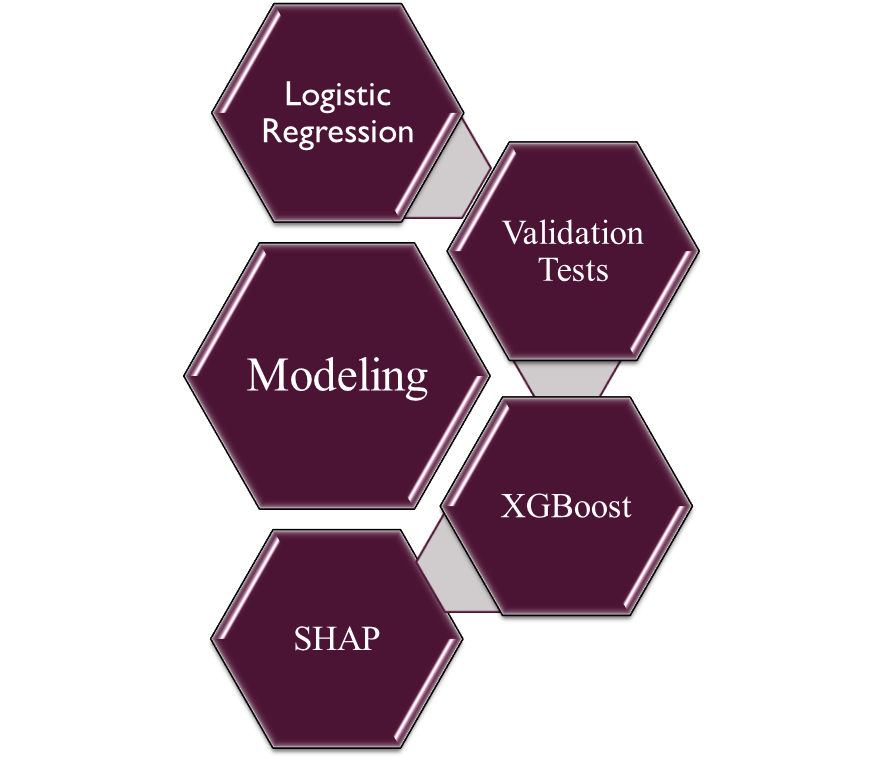 Logistic
Regression
Validation
Tests
Modeling
XGBoost
SHAP